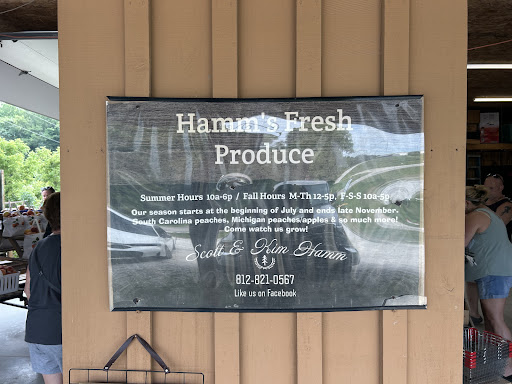 Hamm's Fresh
Produce
Summer Hours 10a-6p / Fall Hours M-Th 12-5p, F-S-S 10a-5p
Our season starts at the beginning of July and ends late November.
South Carolina peaches, Michigan peaches/apples & so much more!
Come watch us grow!
Scott & Kim Hamm
812-821-0567
Like us on Facebook